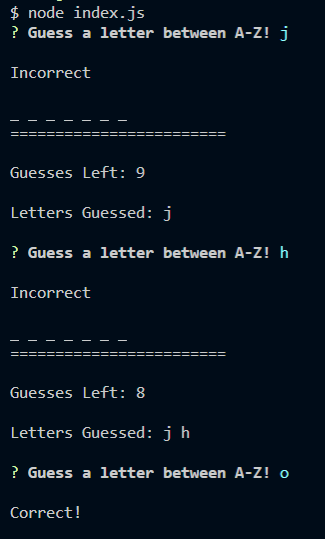 $ node index.js
? Guess a letter between A-Z! j
Incorrect
_ _ _ _ _ _ _
========================
Guesses Left: 9
Letters Guessed: j
? Guess a letter between A-Z! h
Incorrect
_ _ _ _ _ _ _
========================
Guesses Left: 8
Letters Guessed: j h
? Guess a letter between A-Z! o
Correct!